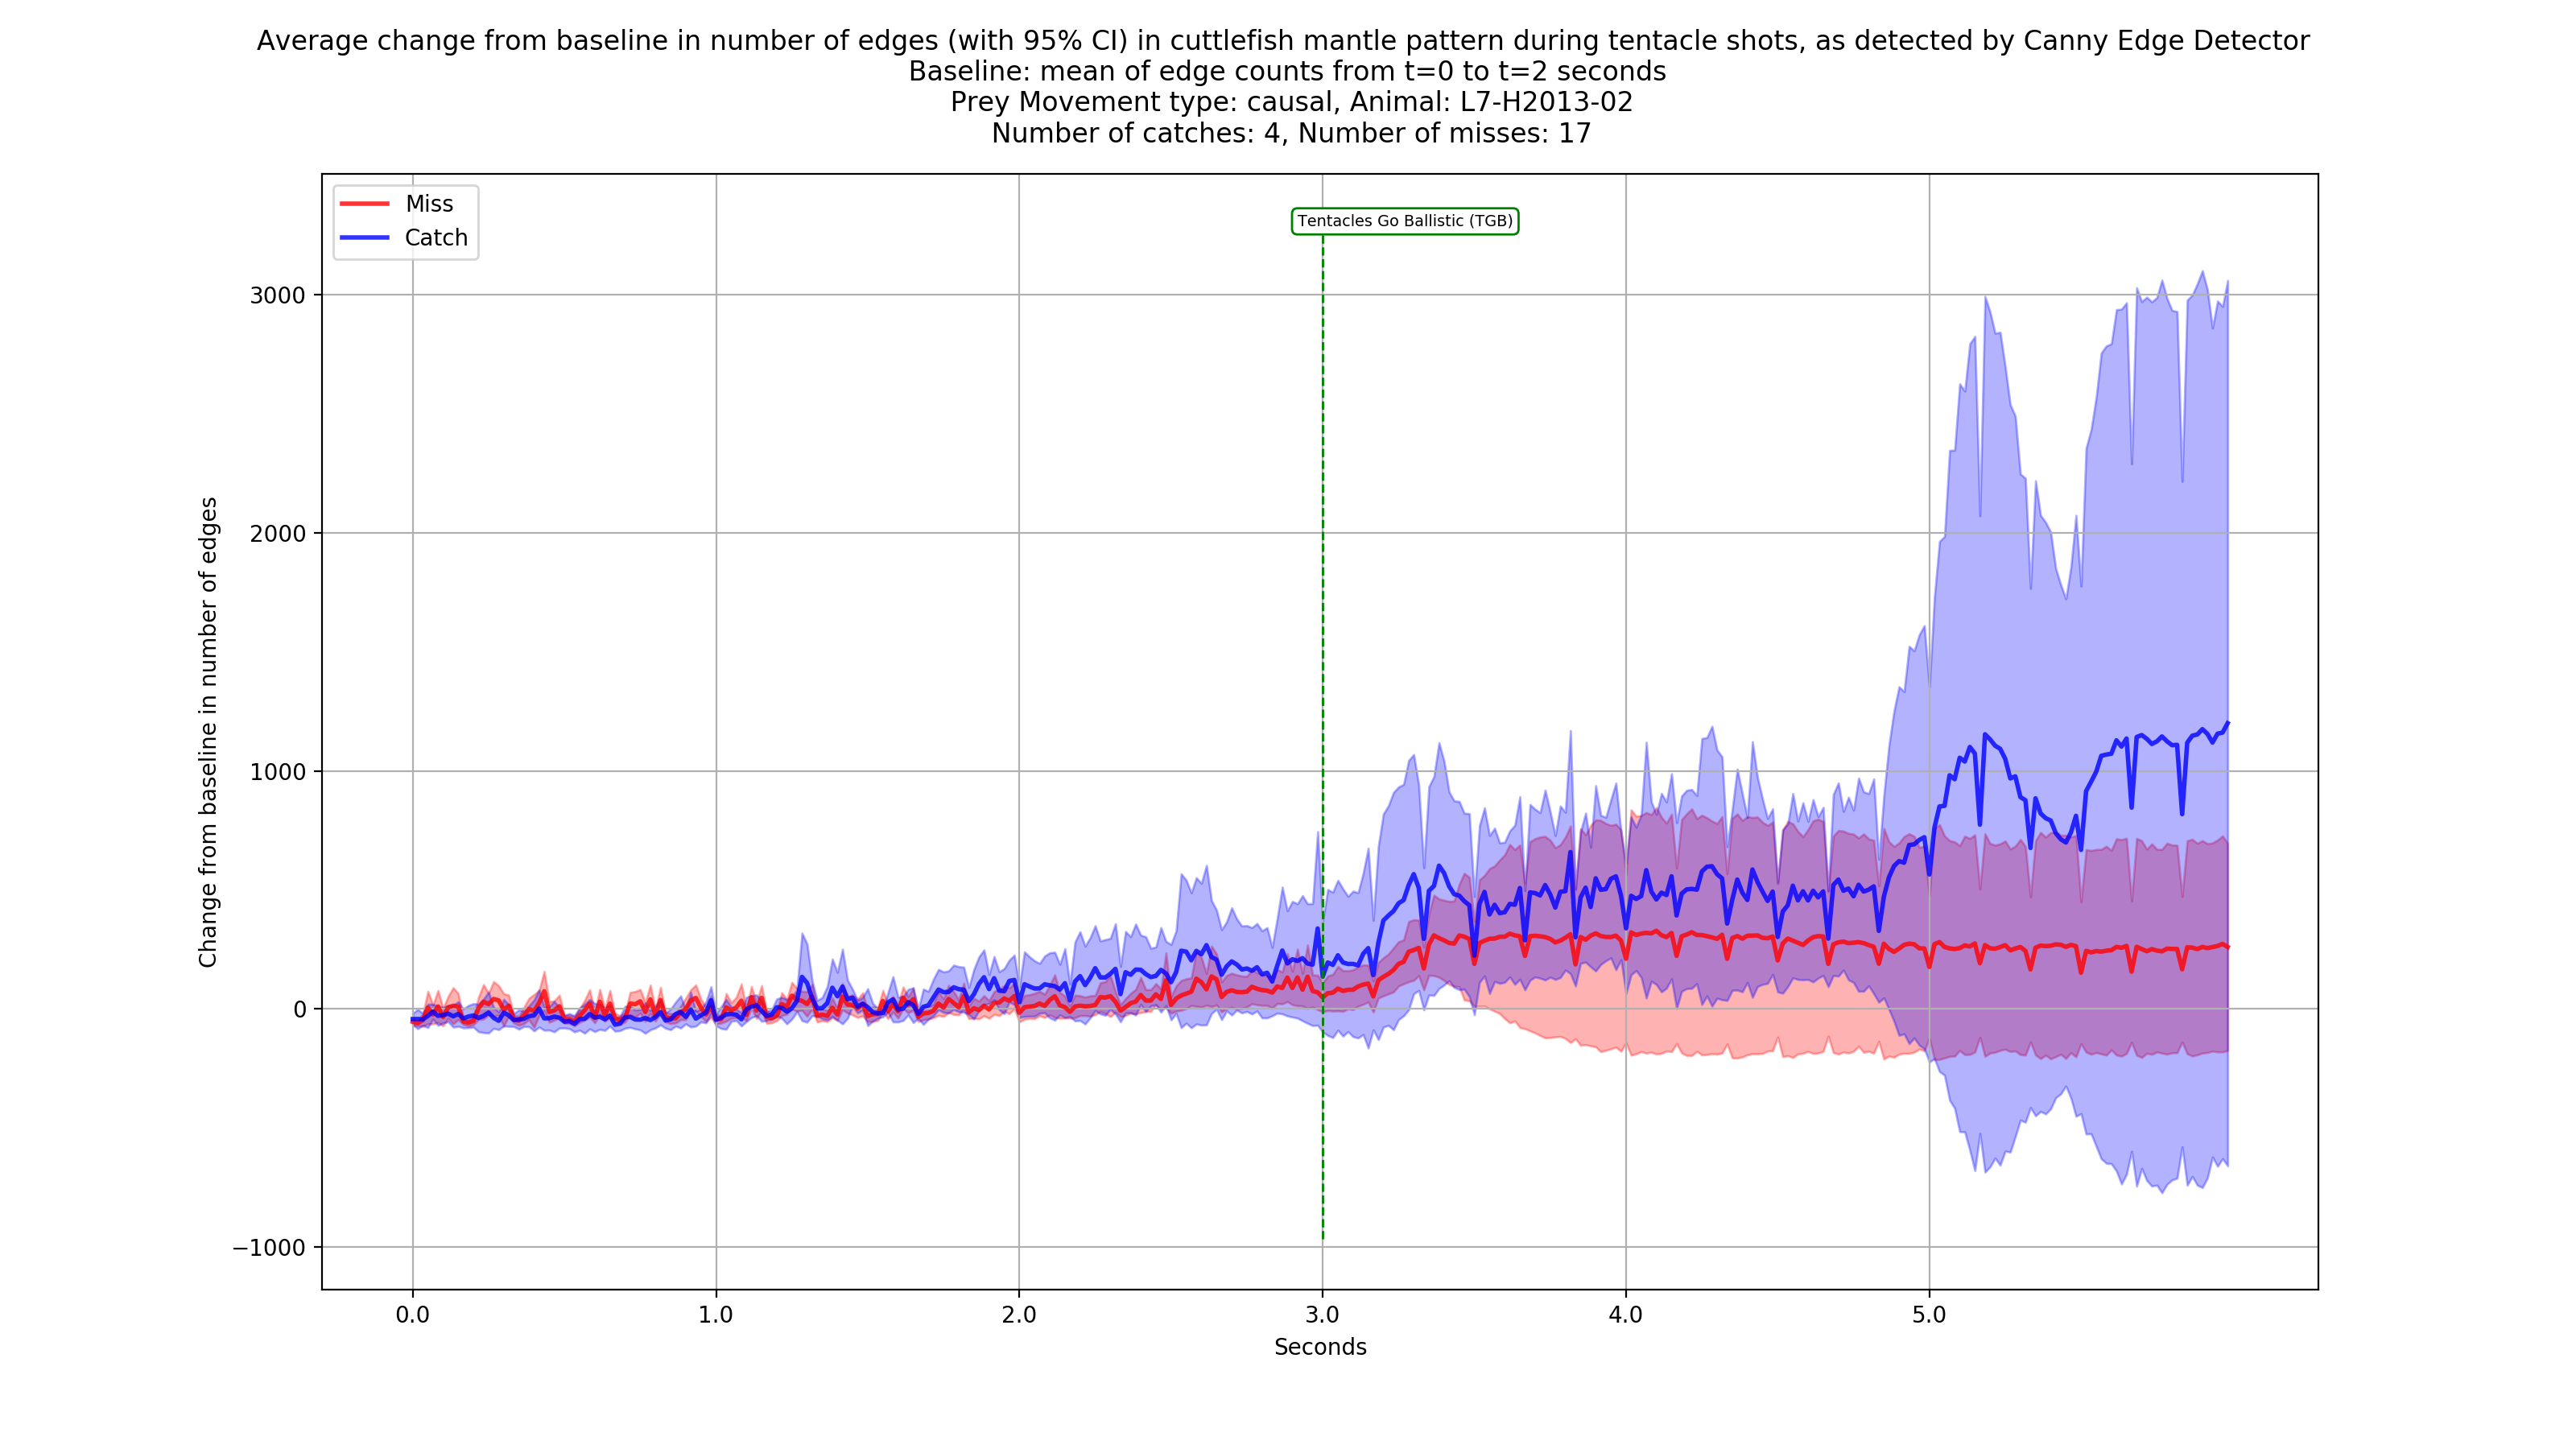 Average change from baseline in number of edges (with 95% CI) in cuttlefish mantle pattern during tentacle shots, as detected by Canny Edge Detector
Baseline: mean of edge counts from t=0 to t=2 seconds
Prey Movement type: causal, Animal: L7-H2013-02
Number of catches: 4, Number of misses: 17
Miss
Catch
Tentacles Go Ballistic (TGB)
Change from baseline in number of edges
3000
2000
1000
0
−1000
0.0
1.0
2.0
3.0
4.0
5.0
Seconds